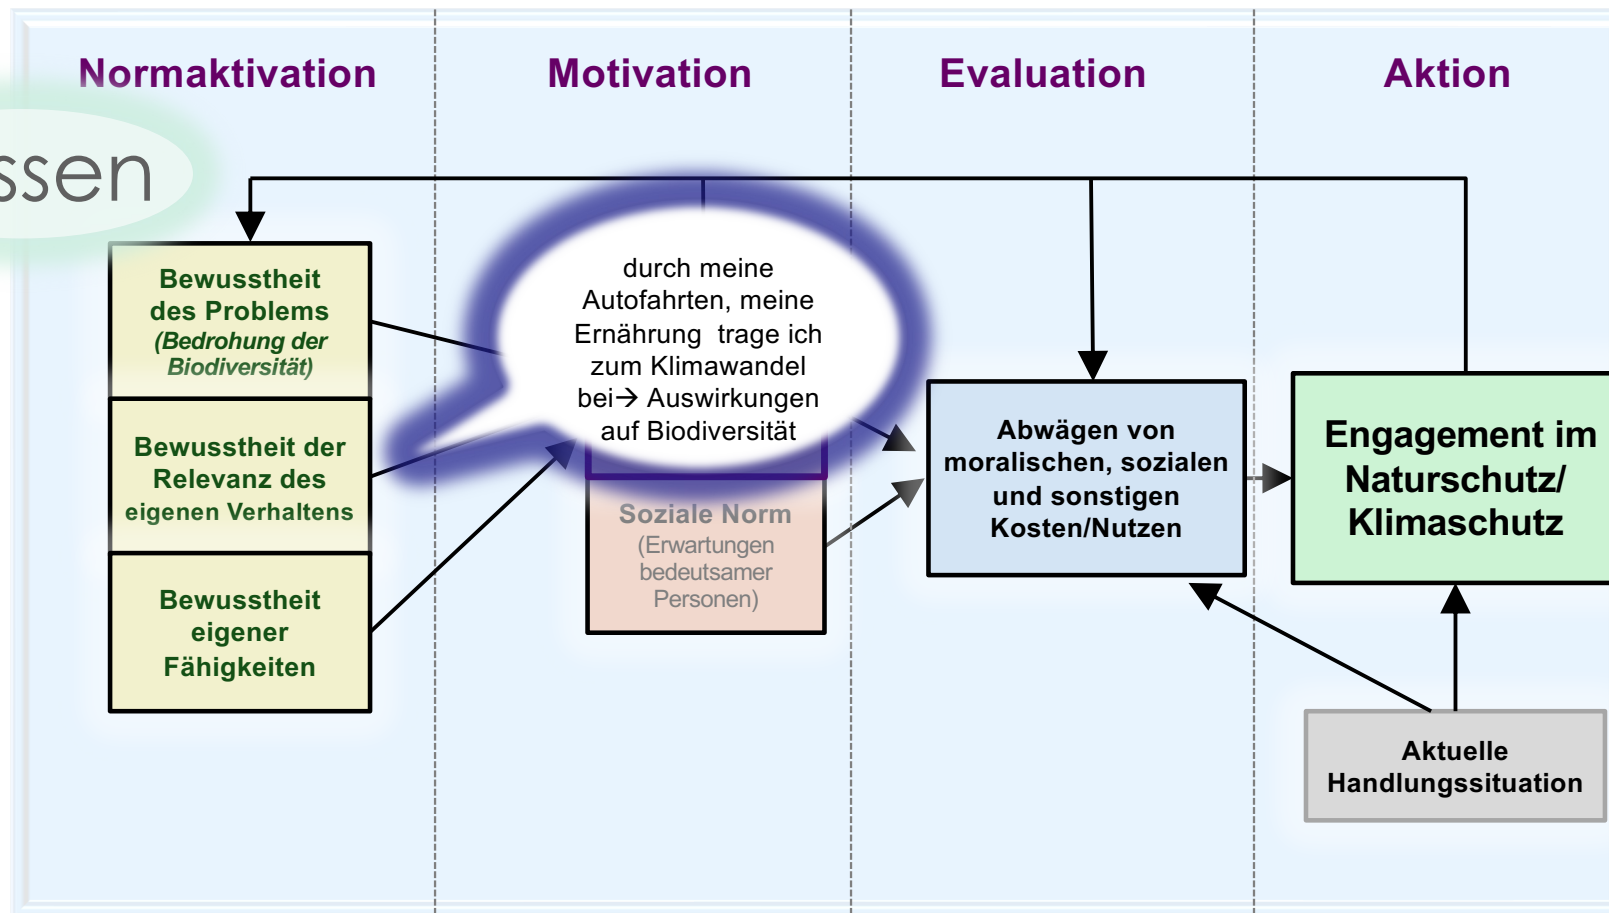 Normaktivation
Motivation
Evaluation
Aktion
ssen
Bewusstheit
des Problems
(Bedrohung der
Biodiversität)
Bewusstheit der
Relevanz des
eigenen Verhaltens
Bewusstheit
eigener
Fähigkeiten
durch meine
Autofahrten, meine
Ernährung trage ich
zum Klimawandel
bei→ Auswirkungen
auf Biodiversität
Soziale Norm
(Erwartungen
bedeutsamer
Personen)
Abwägen von
moralischen, sozialen
und sonstigen
Kosten/Nutzen
Engagement im
Naturschutz/
Klimaschutz
Aktuelle
Handlungssituation